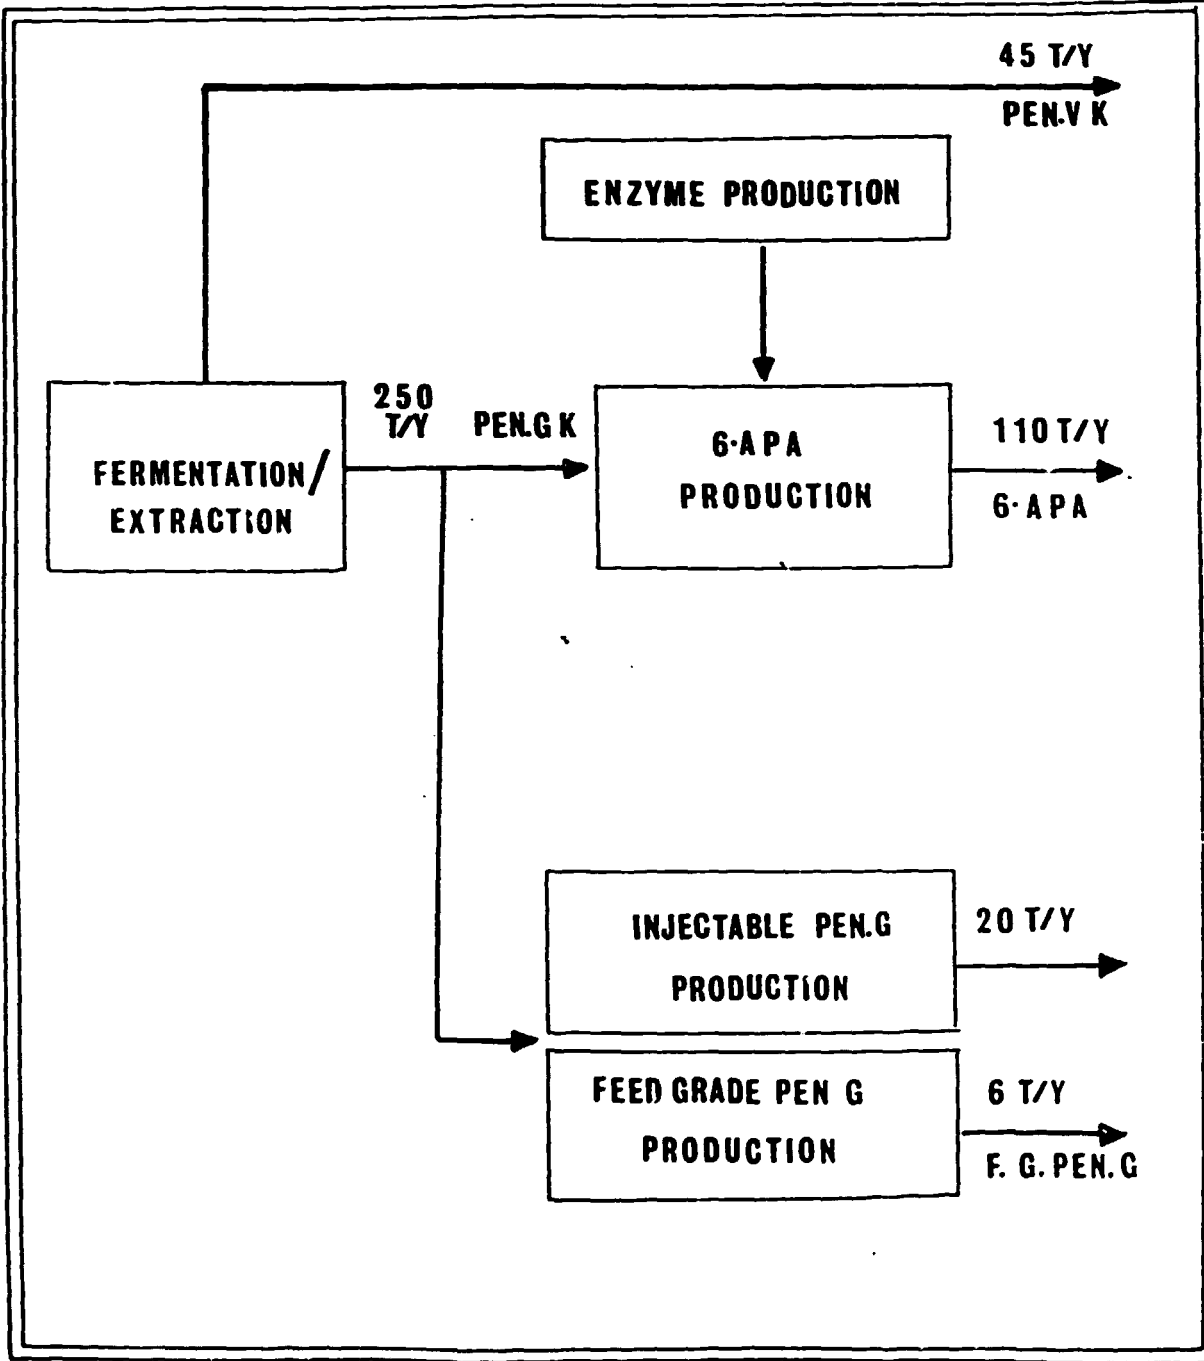 45 T/Y
PEN.V K
ENZYME PRODUCTION
250
T/Y
PEN.G K
FERMENTATION/
EXTRACTION
6·APA
PRODUCTION
110 T/Y
6·APA
INJECTABLE PEN.G
PRODUCTION
20 T/Y
FEED GRADE PEN G
PRODUCTION
6 T/Y
F. G. PEN. G